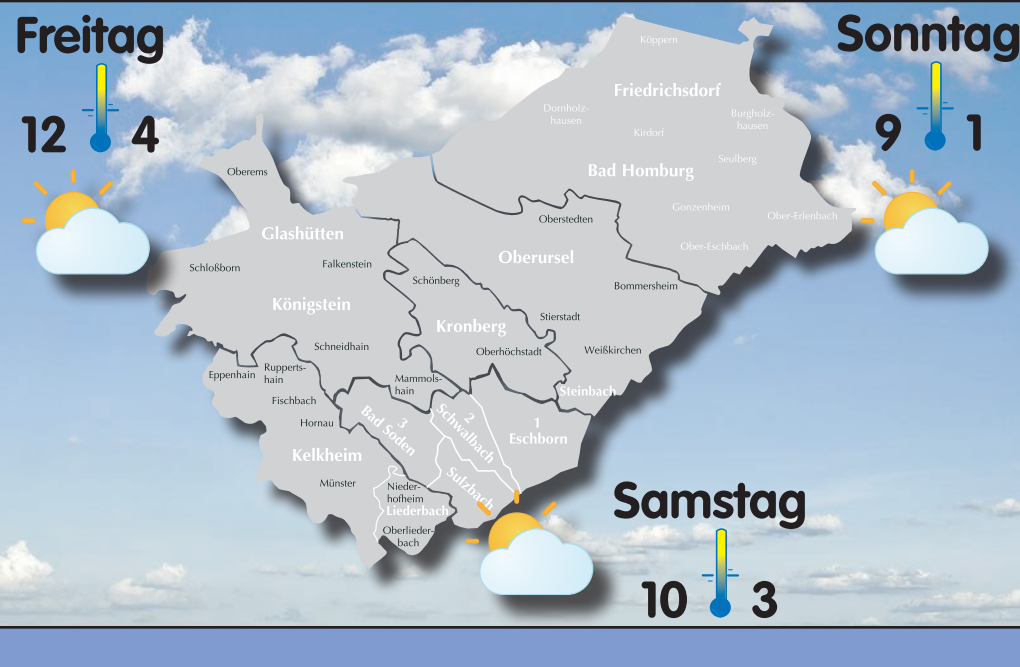 Freitag
12 4
Sonntag
9 1
Köppern
Friedrichsdorf
Dornholz-
hausen
Burgholz-
hausen
Kirdorf
Seulberg
Bad Homburg
Oberems
Gonzenheim
Ober-Erlenbach
Oberstedten
Glashütten
Ober-Eschbach
Oberursel
Schloßborn
Falkenstein
Schönberg
Bommersheim
Königstein
Stierstadt
Kronberg
Schneidhain
Oberhöchstadt
Weißkirchen
Eppenhain
Rupperts-
hain
Mammols-
hain
Steinbach
Fischbach
Hornau
3
Bad Soden
2
Schwalbach
1
Eschborn
Kelkheim
Münster
Sulzbach
Nieder-
hofheim
Liederbach
Oberlieder-
bach
Samstag
10 3